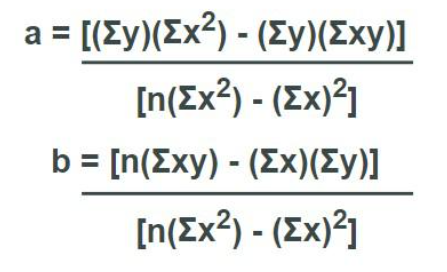 a = [(Σy)(Σx²) - (Σy)(Σxy)]
[n(Σx²) - (Σx)²]
b = [n(Σxy) - (Σx)(Σy)]
[n(Σx²) - (Σx)²]